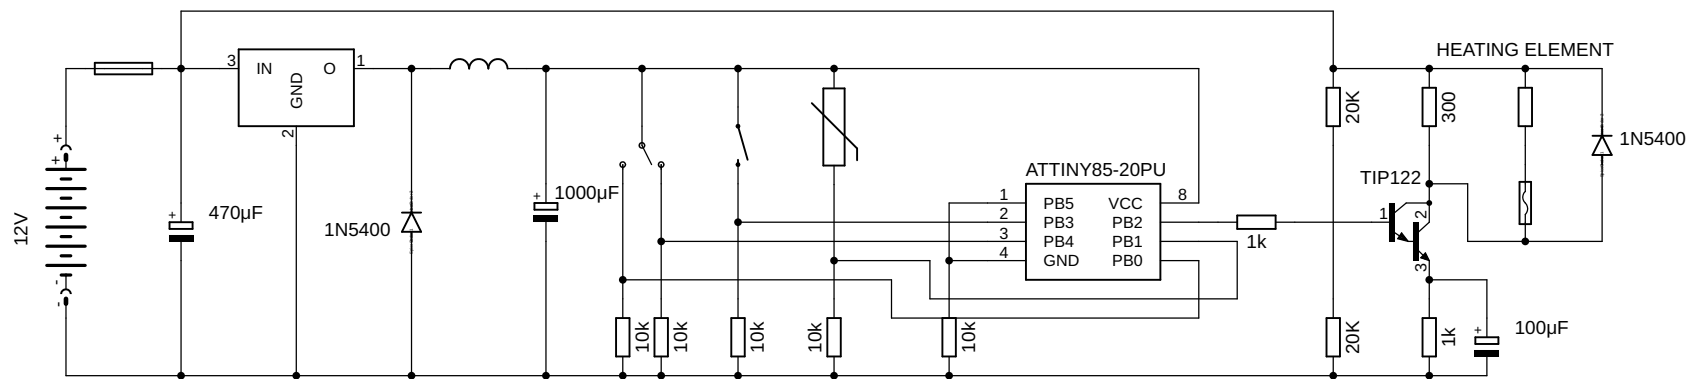 HEATING ELEMENT
3 IN O 1
GND
2
20K
300
1N5400
+
+
12V
-
-
+
470µF
1N5400
+
1000µF
ATTINY85-20PU
1 PB5 VCC 8
2 PB3 PB2
3 PB4 PB1
4 GND PB0
1k
TIP122
1
2
3
10k
10k
10k
10k
10k
20K
1k
+
100µF